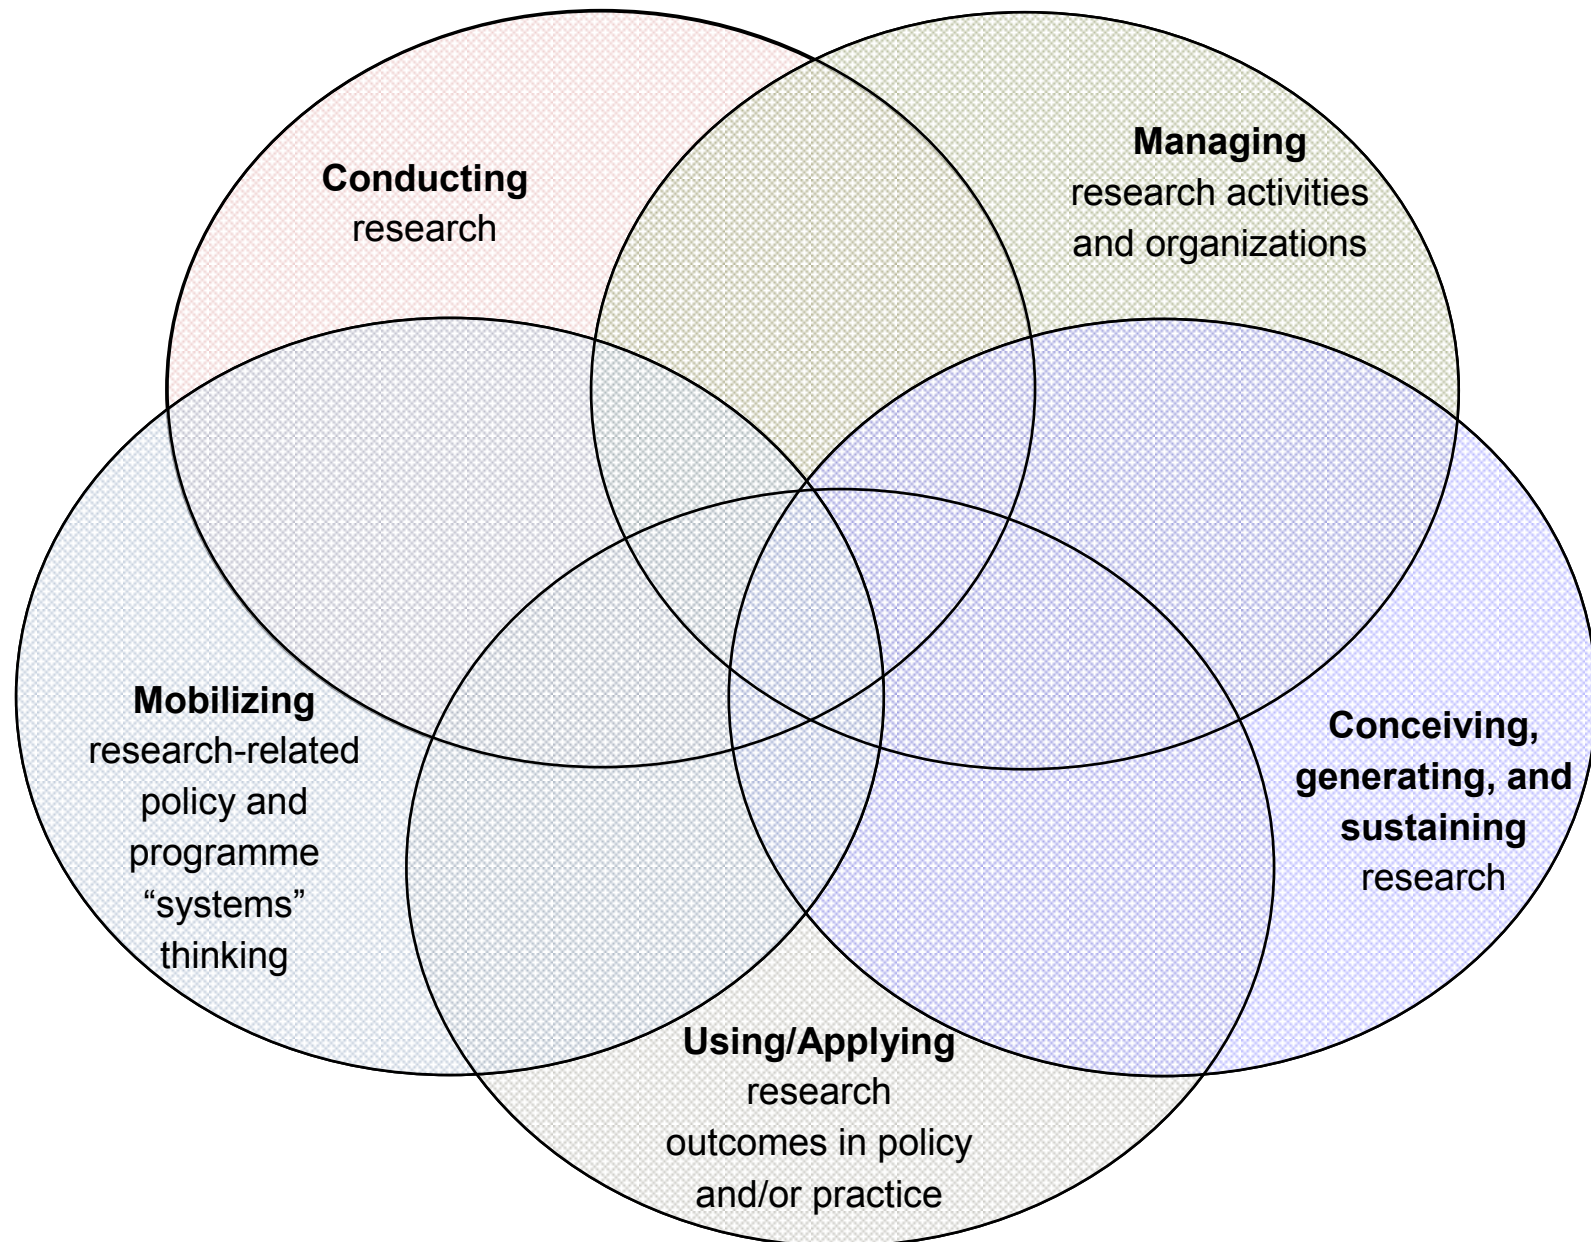 Conducting
research
Managing
research activities
and organizations
Mobilizing
research-related
policy and
programme
“systems”
thinking
Conceiving,
generating, and
sustaining
research
Using/Applying
research
outcomes in policy
and/or practice